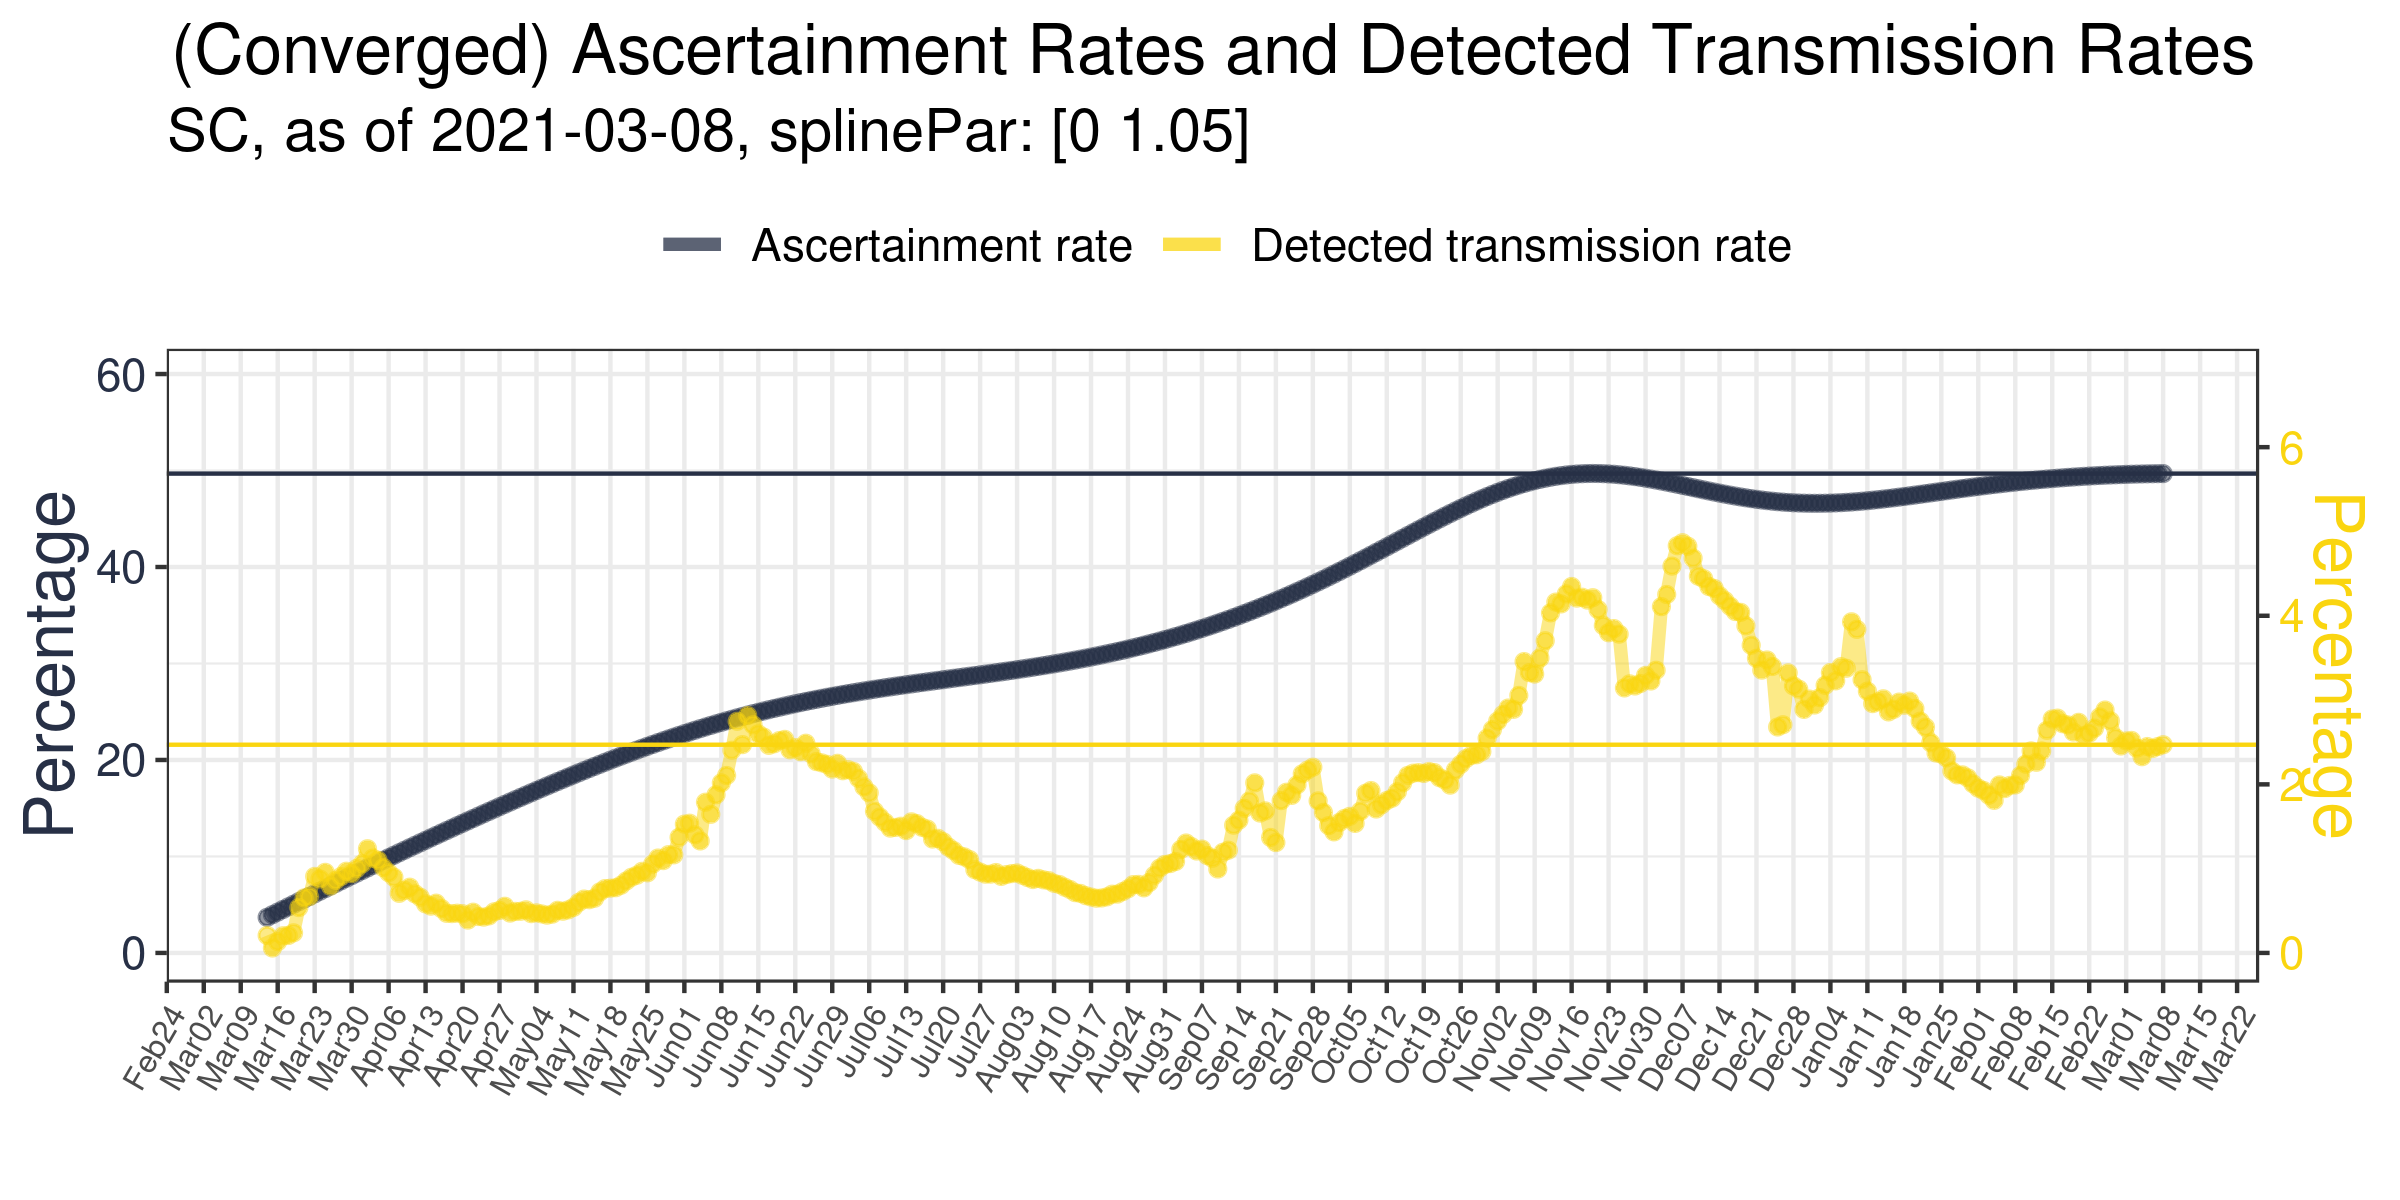 (Converged) Ascertainment Rates and Detected Transmission Rates
SC, as of 2021-03-08, splinePar: [0 1.05]
Ascertainment rate Detected transmission rate
Percentage
60
40
20
0
6
4
2
0
Percentage
Feb24 Mar02 Mar09 Mar16 Mar23 Mar30 Apr06 Apr13 Apr20 Apr27 May04 May11 May18 May25 Jun01 Jun08 Jun15 Jun22 Jun29 Jul06 Jul13 Jul20 Jul27 Aug03 Aug10 Aug17 Aug24 Aug31 Sep07 Sep14 Sep21 Sep28 Oct05 Oct12 Oct19 Oct26 Nov02 Nov09 Nov16 Nov23 Nov30 Dec07 Dec14 Dec21 Dec28 Jan04 Jan11 Jan18 Jan25 Feb01 Feb08 Feb15 Feb22 Mar01 Mar08 Mar15 Mar22